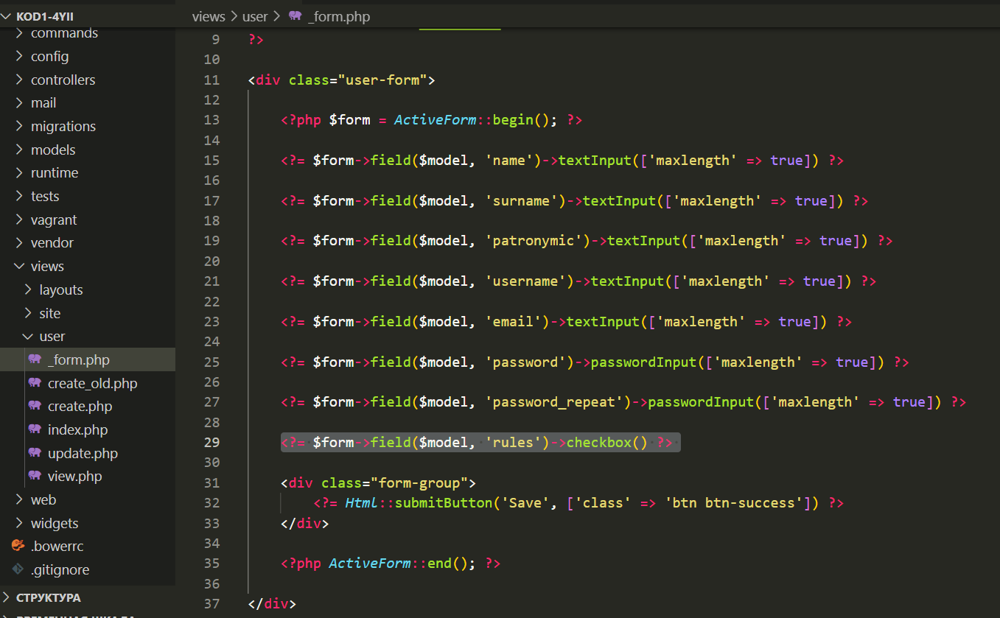 KOD1-4YII
commands
config
controllers
mail
migrations
models
runtime
tests
vagrant
vendor
views
layouts
site
user
_form.php
create_old.php
create.php
index.php
update.php
view.php
web
widgets
.bowerrc
.gitignore
СТРУКТУРА
ВРЕМЕННАЯ ШКАЛА
views > user > _form.php
9 ?>
10
11 <div class="user-form">
12
13 <?php $form = ActiveForm::begin(); ?>
14
15 <?= $form->field($model, 'name')->textInput(['maxlength' => true]) ?>
16
17 <?= $form->field($model, 'surname')->textInput(['maxlength' => true]) ?>
18
19 <?= $form->field($model, 'patronymic')->textInput(['maxlength' => true]) ?>
20
21 <?= $form->field($model, 'username')->textInput(['maxlength' => true]) ?>
22
23 <?= $form->field($model, 'email')->textInput(['maxlength' => true]) ?>
24
25 <?= $form->field($model, 'password')->passwordInput(['maxlength' => true]) ?>
26
27 <?= $form->field($model, 'password_repeat')->passwordInput(['maxlength' => true]) ?>
28
29 <?= $form->field($model, 'rules')->checkbox() ?>
30
31 <div class="form-group">
32 <?= Html::submitButton('Save', ['class' => 'btn btn-success']) ?>
33 </div>
34
35 <?php ActiveForm::end(); ?>
36
37 </div>